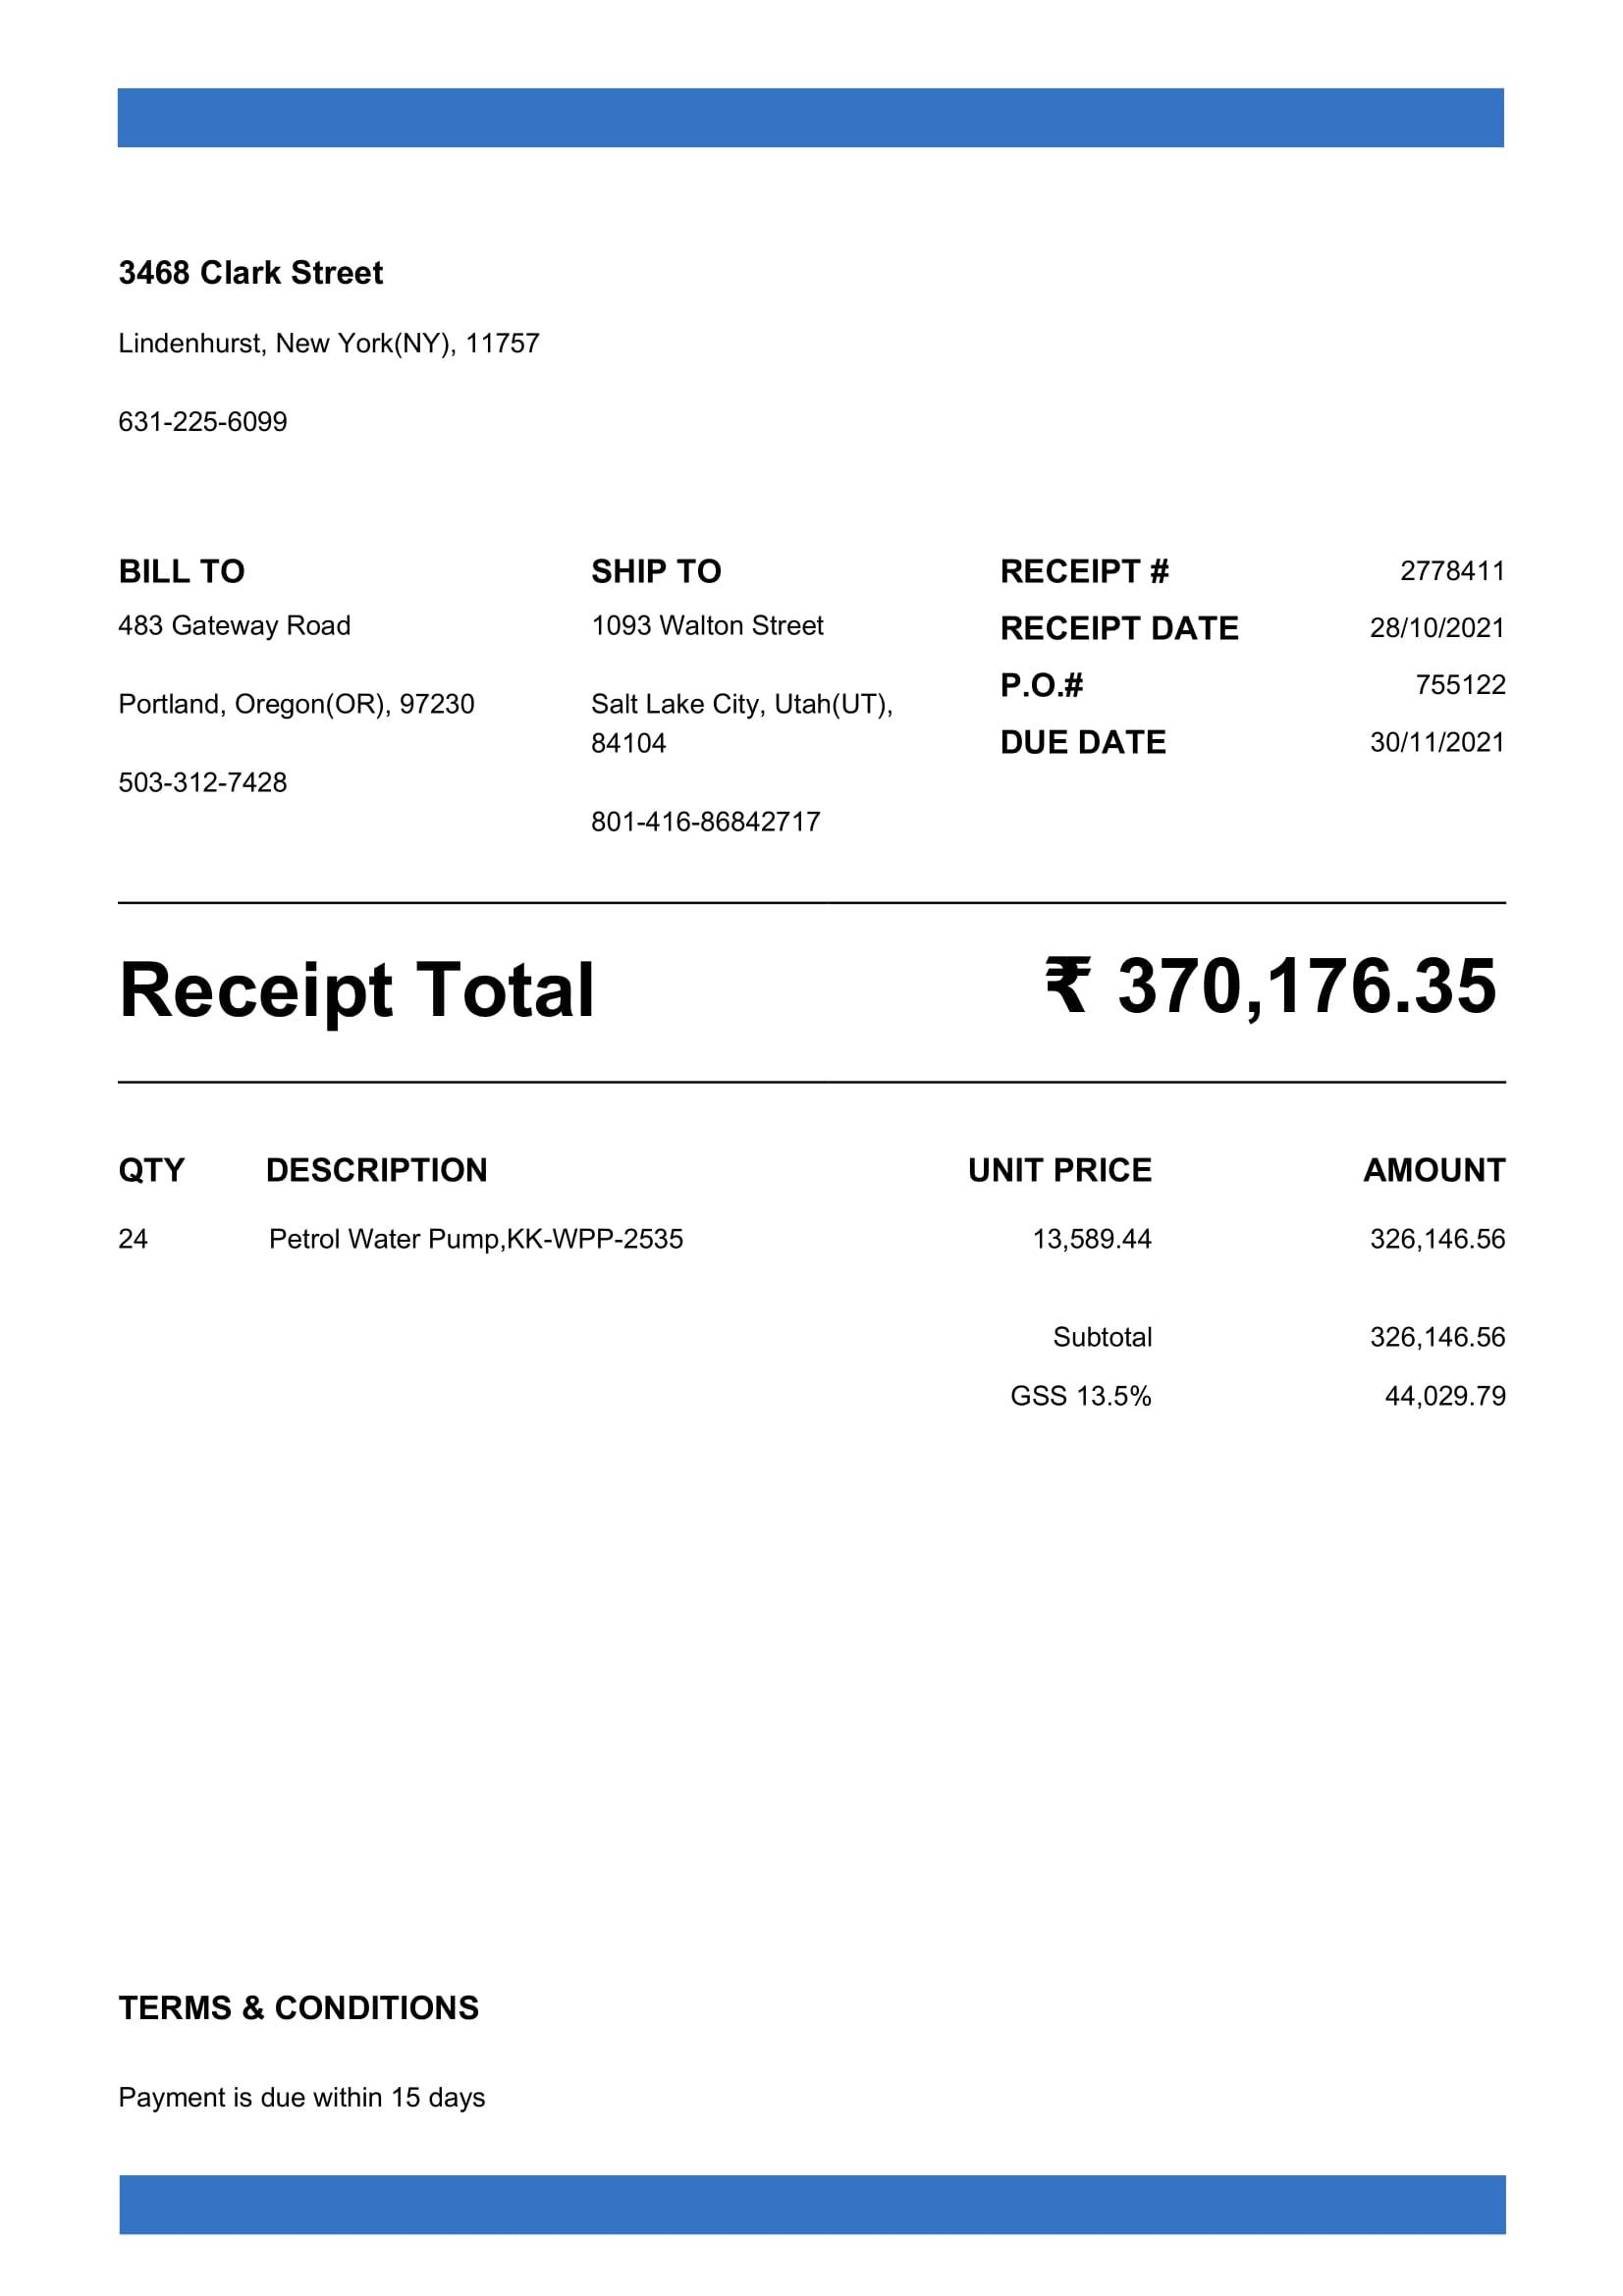 3468 Clark Street
Lindenhurst, New York(NY), 11757
631-225-6099
BILL TO
483 Gateway Road
Portland, Oregon(OR), 97230
503-312-7428
SHIP TO
1093 Walton Street
Salt Lake City, Utah(UT),
84104
801-416-86842717
RECEIPT # 2778411
RECEIPT DATE 28/10/2021
P.O.# 755122
DUE DATE 30/11/2021
Receipt Total ₹ 370,176.35
QTY DESCRIPTION UNIT PRICE AMOUNT
24 Petrol Water Pump,KK-WPP-2535 13,589.44 326,146.56
Subtotal 326,146.56
GSS 13.5% 44,029.79
TERMS & CONDITIONS
Payment is due within 15 days